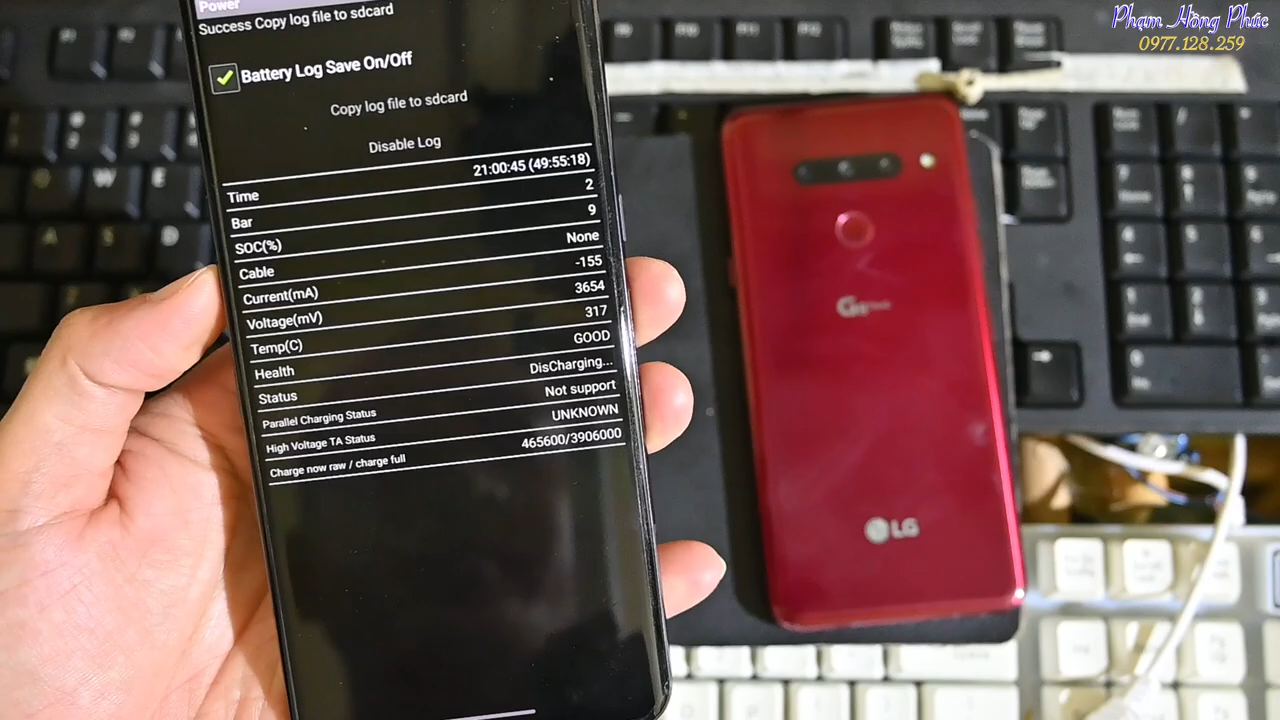 Phạm Hồng Phúc
0977.128.259
Power
Success Copy log file to sdcard
Battery Log Save On/Off
Copy log file to sdcard
Disable Log
Time 21:00:45 (49:55:18)
Bar 2
SOC(%) 9
Cable None
Current(mA) -155
Voltage(mV) 3654
Temp(C) 317
Health GOOD
Status DisCharging...
Parallel Charging Status Not support
High Voltage TA Status UNKNOWN
Charge now raw / charge full 465600/3906000
LG
W
E
A
S
D